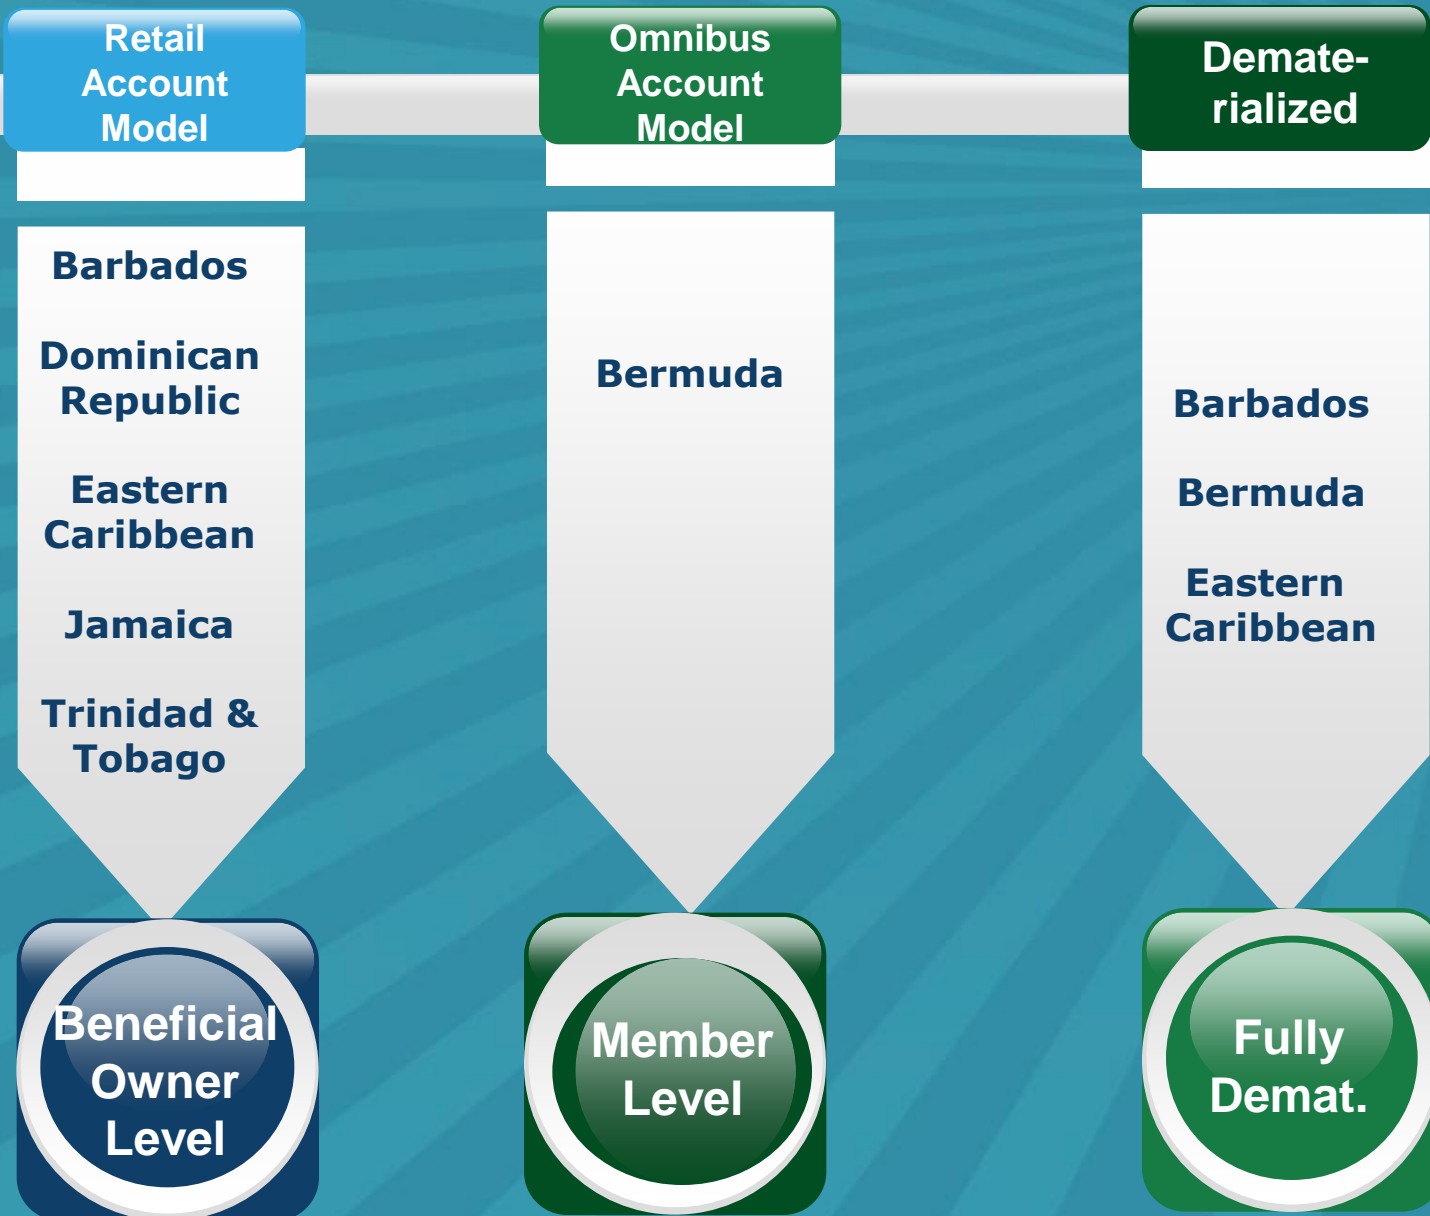 Retail
Account
Model
Barbados
Dominican
Republic
Eastern
Caribbean
Jamaica
Trinidad &
Tobago
Beneficial
Owner
Level
Omnibus
Account
Model
Bermuda
Member
Level
Demate-
rialized
Barbados
Bermuda
Eastern
Caribbean
Fully
Demat.